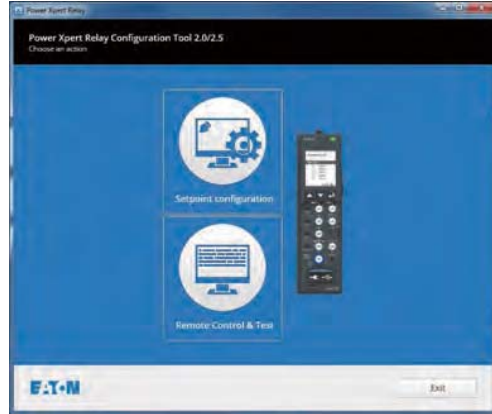 Power Xpert Relay
Power Xpert Relay Configuration Tool 2.0/2.5
Choose an action
Setpoint configuration
Remote Control & Test
EATON
Exit